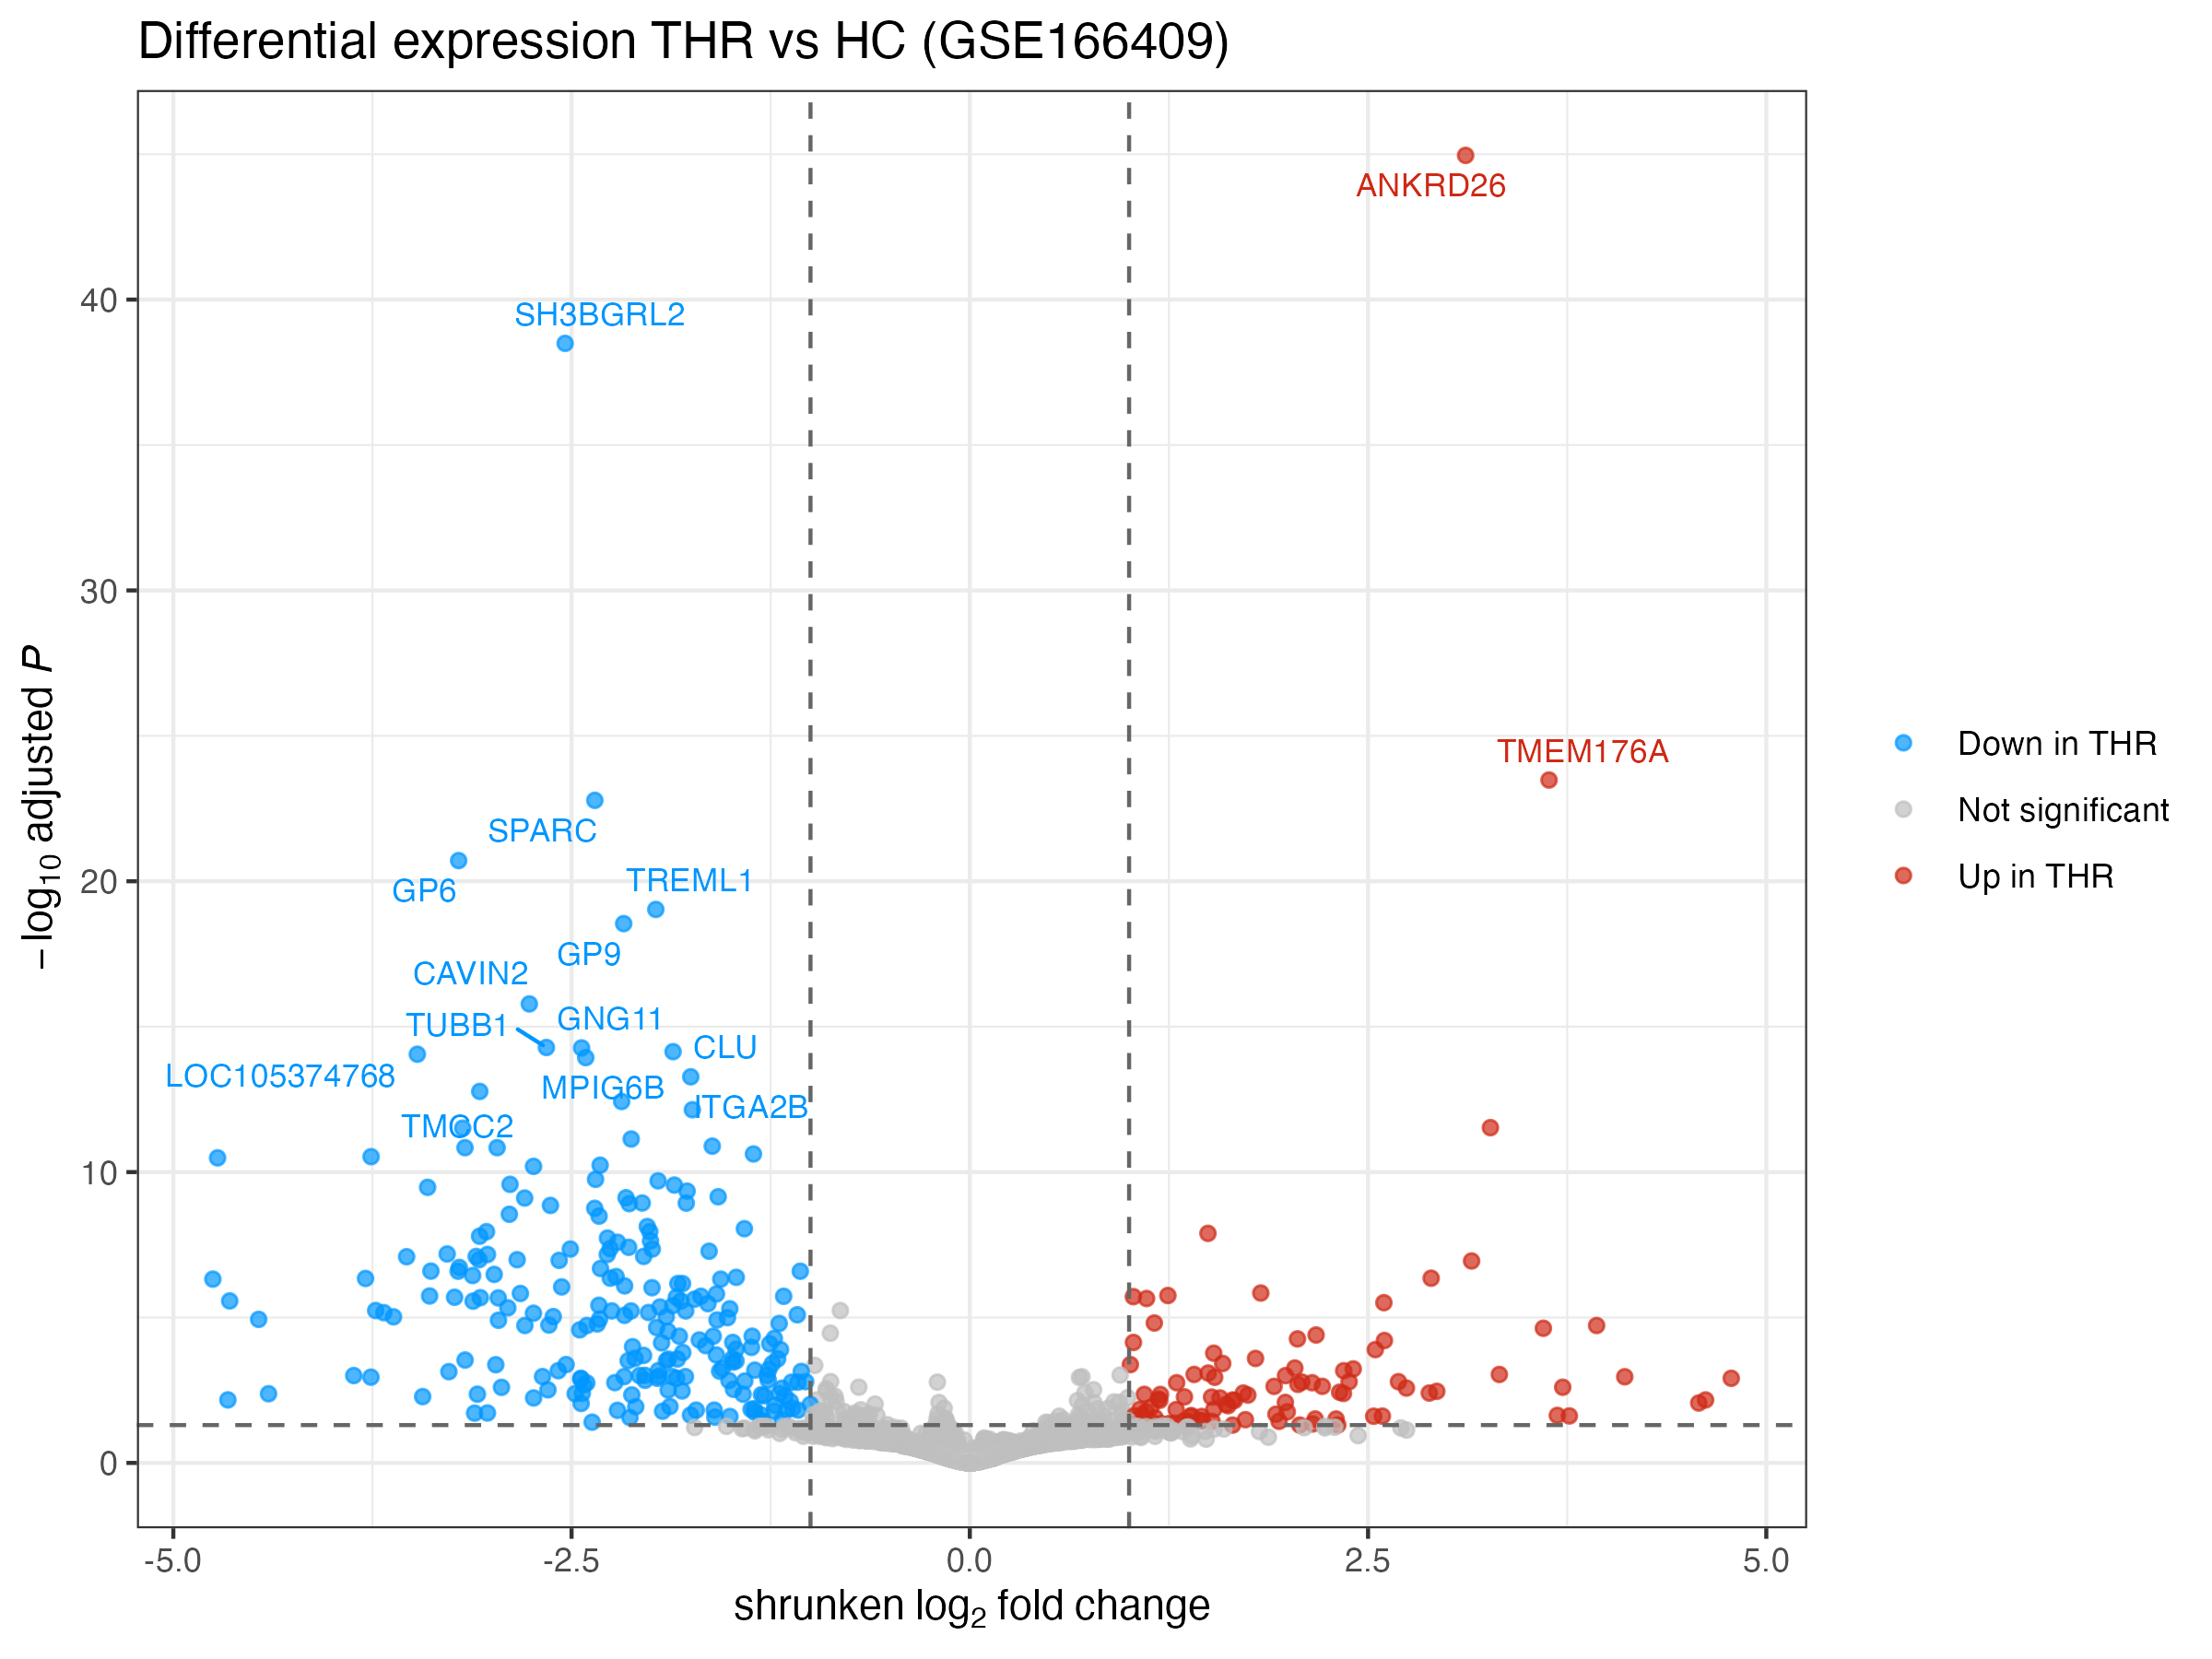 Differential expression THR vs HC (GSE166409)
ANKRD26
40
SH3BGRL2
30
TMEM176A
Down in THR
SPARC
Not significant
GP6
TREML1
20
Up in THR
GP9
CAVIN2
TUBB1
GNG11
CLU
LOC105374768
MPIG6B
ITGA2B
TMCC2
10
0
-5.0
-2.5
0.0
2.5
5.0
shrunken log₂ fold change
−log₁₀ adjusted P